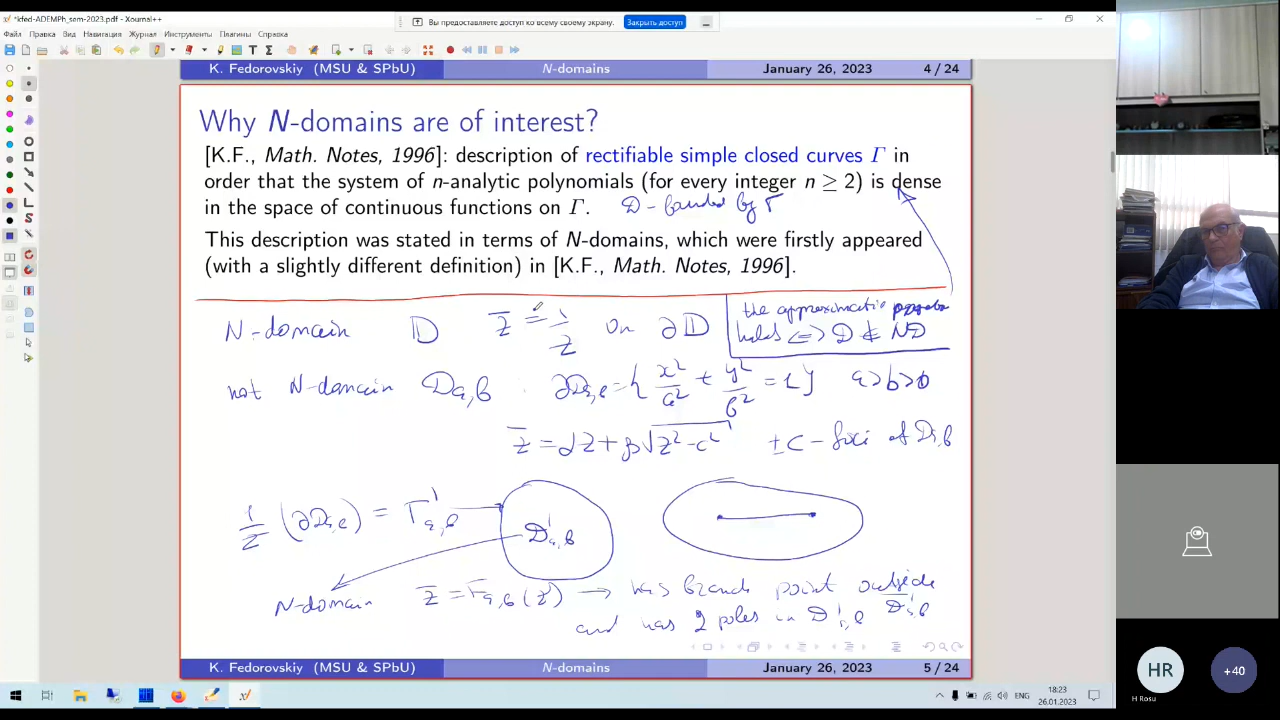 *kfed-ADEMPh_sem-2023.pdf - Xournal++
Вы предоставляете доступ ко всему своему экрану. Закрыть доступ
Файл Правка Вид Навигация Журнал Инструменты Плагины Справка
K. Fedorovskiy (MSU & SPbU) N-domains January 26, 2023 4 / 24
Why N-domains are of interest?
[K.F., Math. Notes, 1996]: description of rectifiable simple closed curves Γ in
order that the system of n-analytic polynomials (for every integer n ≥ 2) is dense
in the space of continuous functions on Γ. D - bounded by Γ
This description was stated in terms of N-domains, which were firstly appeared
(with a slightly different definition) in [K.F., Math. Notes, 1996].
N-domain 𝔻 z̄ = 1/z on ∂𝔻
the approximation
holds <=> D ∉ ND
not N-domain D_{a,b} : ∂D_{a,b} = { x²/a² + y²/b² = 1 } a > b > 0
z̄ = αz + β√(z² - c²) ±c - foci of D_{a,b}
1/z (∂D_{a,b}) = Γ'_{a,b} D'_{a,b}
N-domain z̄ = F_{a,b}(z) → has branch point outside D̄'_{a,b}
and has 2 poles in D'_{a,b}
K. Fedorovskiy (MSU & SPbU) N-domains January 26, 2023 5 / 24
HR
H Rosu
+40
ENG
18:23
26.01.2023